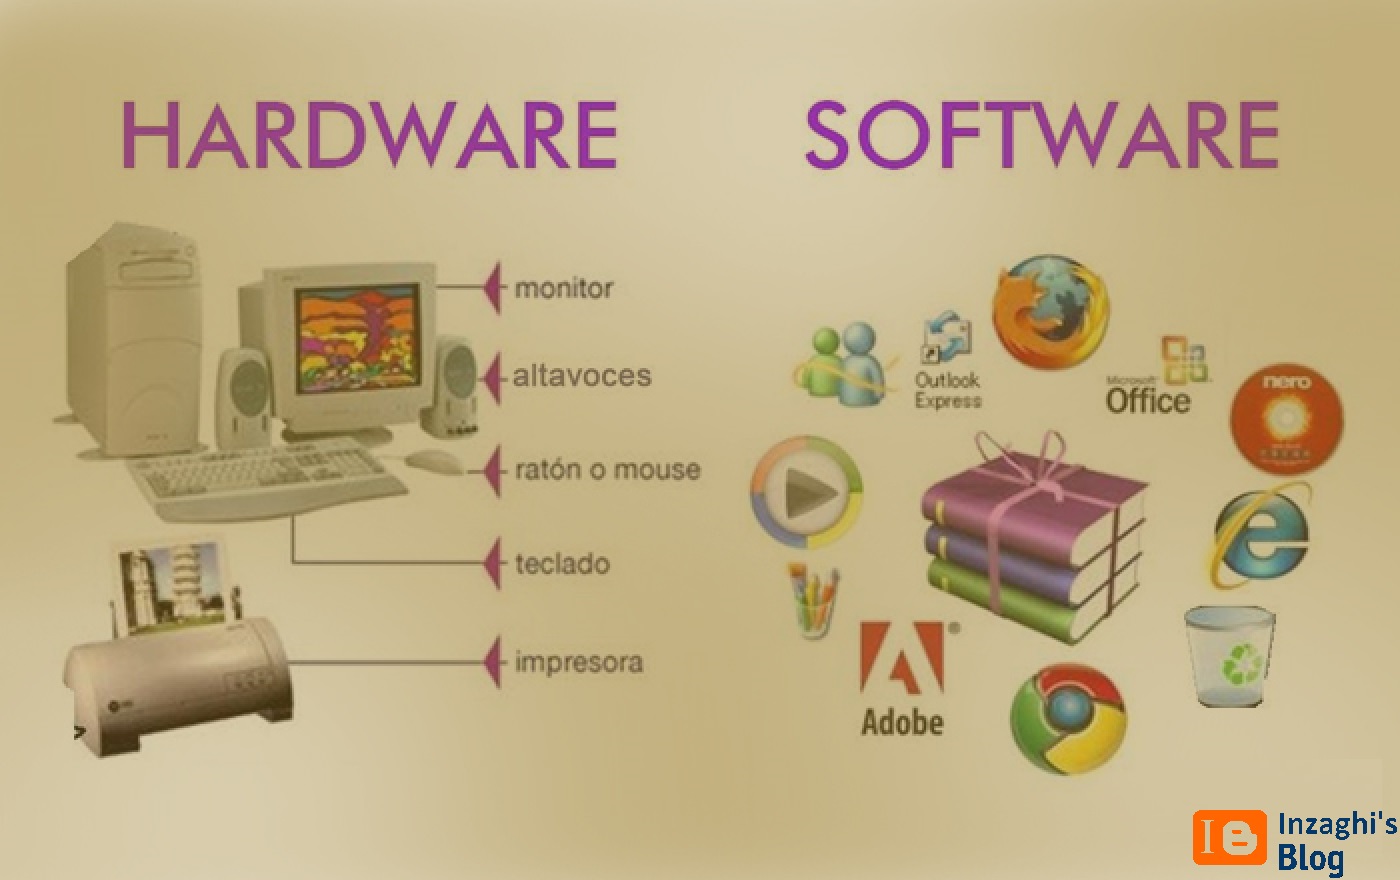 HARDWARE
SOFTWARE
monitor
altavoces
ratón o mouse
teclado
impresora
Outlook
Express
Microsoft
Office
nero
Adobe
Inzaghi's
Blog